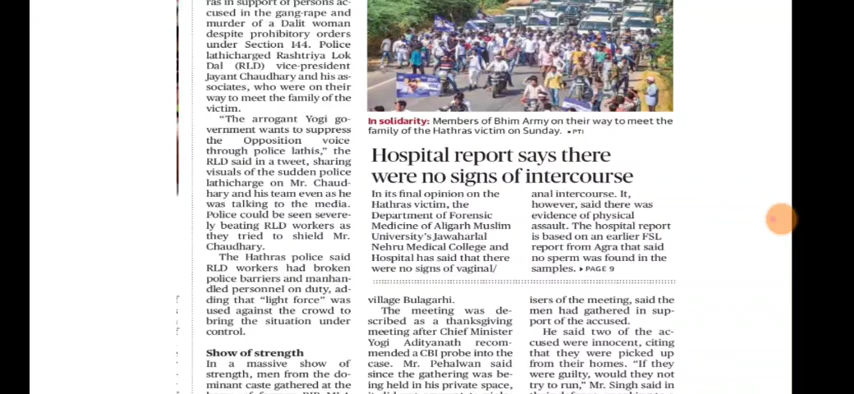 ras in support of persons ac-
cused in the gang-rape and
murder of a Dalit woman
despite prohibitory orders
under Section 144. Police
lathicharged Rashtriya Lok
Dal (RLD) vice-president
Jayant Chaudhary and his as-
sociates, who were on their
way to meet the family of the
victim.
“The arrogant Yogi go-
vernment wants to suppress
the Opposition voice
through police lathis,” the
RLD said in a tweet, sharing
visuals of the sudden police
lathicharge on Mr. Chaud-
hary and his team even as he
was talking to the media.
Police could be seen severe-
ly beating RLD workers as
they tried to shield Mr.
Chaudhary.
The Hathras police said
RLD workers had broken
police barriers and manhan-
dled personnel on duty, ad-
ding that “light force” was
used against the crowd to
bring the situation under
control.
Show of strength
In a massive show of
strength, men from the do-
minant caste gathered at the
In solidarity: Members of Bhim Army on their way to meet the
family of the Hathras victim on Sunday. •PTI
Hospital report says there
were no signs of intercourse
In its final opinion on the
Hathras victim, the
Department of Forensic
Medicine of Aligarh Muslim
University’s Jawaharlal
Nehru Medical College and
Hospital has said that there
were no signs of vaginal/
anal intercourse. It,
however, said there was
evidence of physical
assault. The hospital report
is based on an earlier FSL
report from Agra that said
no sperm was found in the
samples. ▸ PAGE 9
village Bulagarhi.
The meeting was de-
scribed as a thanksgiving
meeting after Chief Minister
Yogi Adityanath recom-
mended a CBI probe into the
case. Mr. Pehalwan said
since the gathering was be-
ing held in his private space,
isers of the meeting, said the
men had gathered in sup-
port of the accused.
He said two of the ac-
cused were innocent, citing
that they were picked up
from their homes. “If they
were guilty, would they not
try to run,” Mr. Singh said in